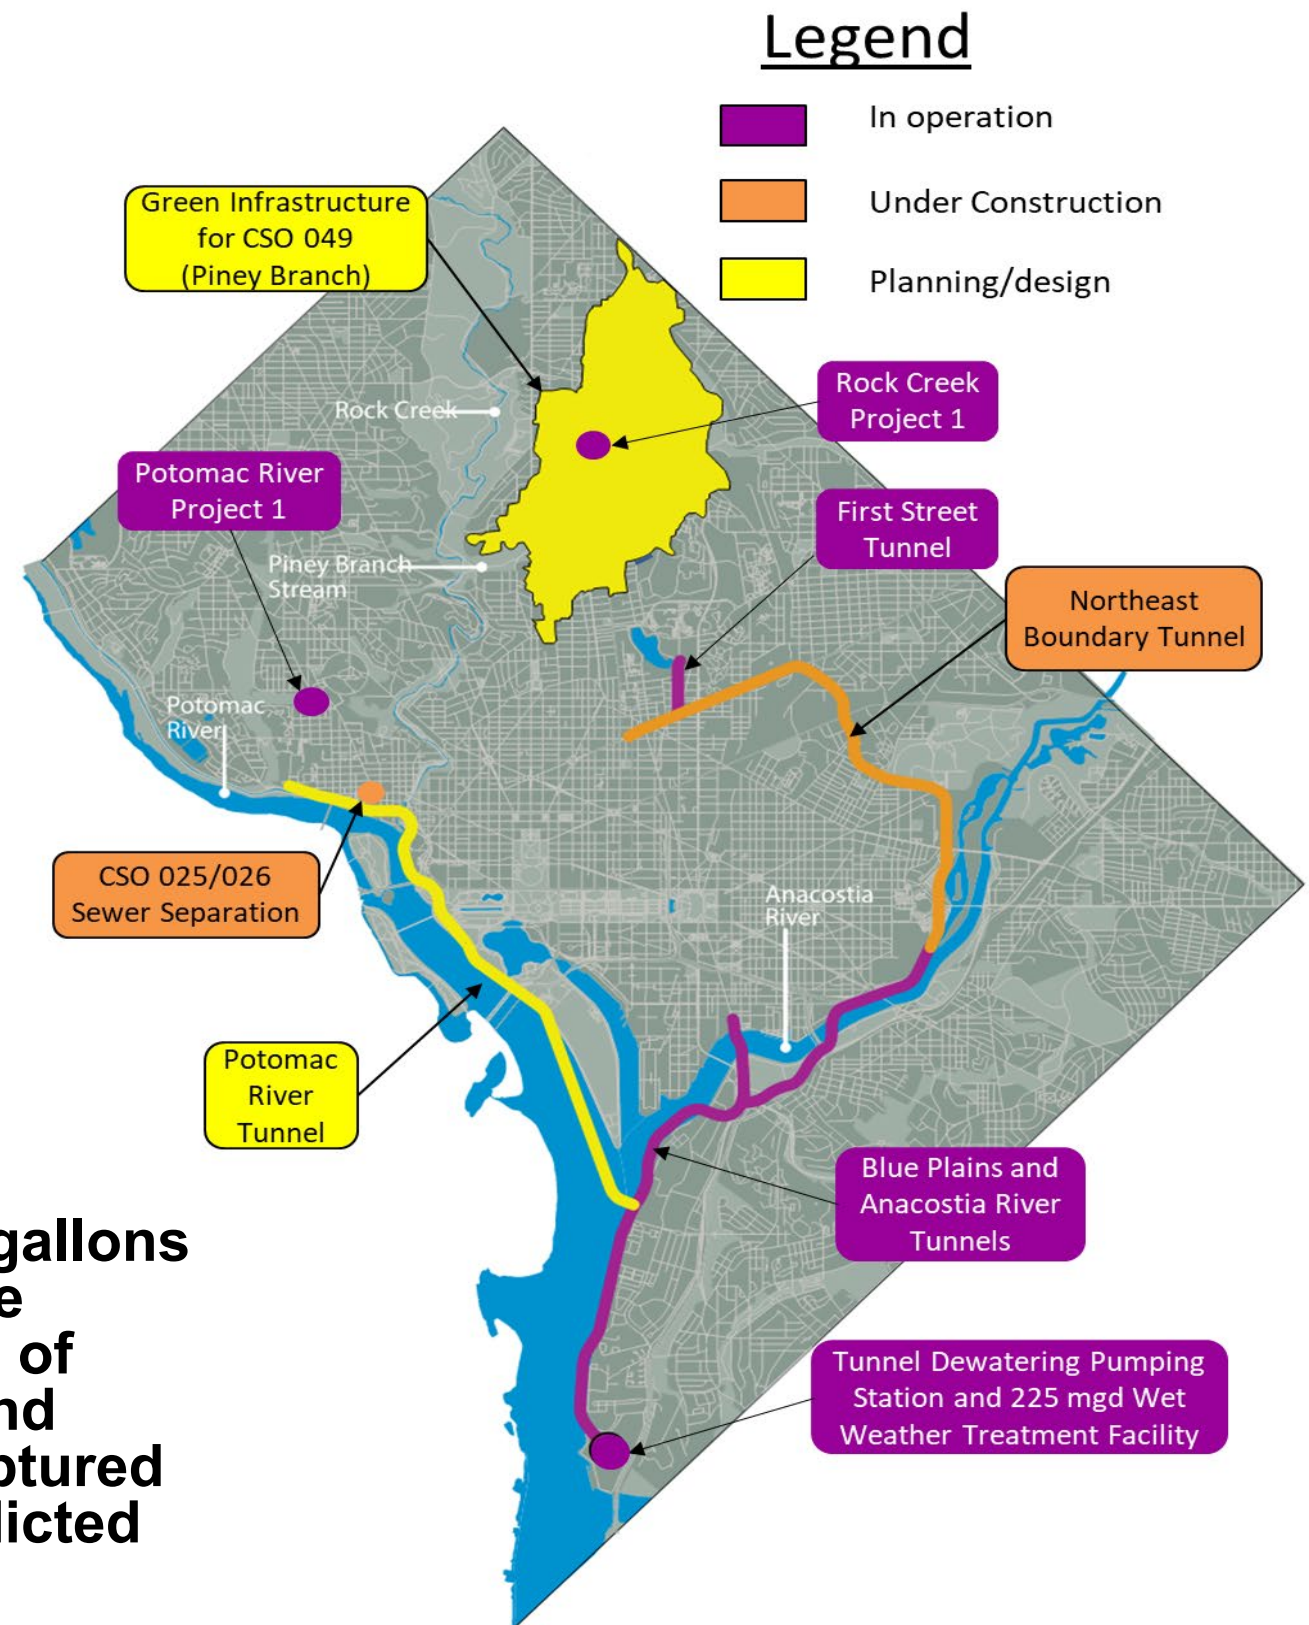 Legend
In operation
Under Construction
Planning/design
Green Infrastructure
for CSO 049
(Piney Branch)
Rock Creek
Project 1
Rock Creek
Potomac River
Project 1
First Street
Tunnel
Piney Branch
Stream
Northeast
Boundary Tunnel
Potomac
River
CSO 025/026
Sewer Separation
Anacostia
River
Potomac
River
Tunnel
Blue Plains and
Anacostia River
Tunnels
gallons
of
Tunnel Dewatering Pumping
Station and 225 mgd Wet
Weather Treatment Facility